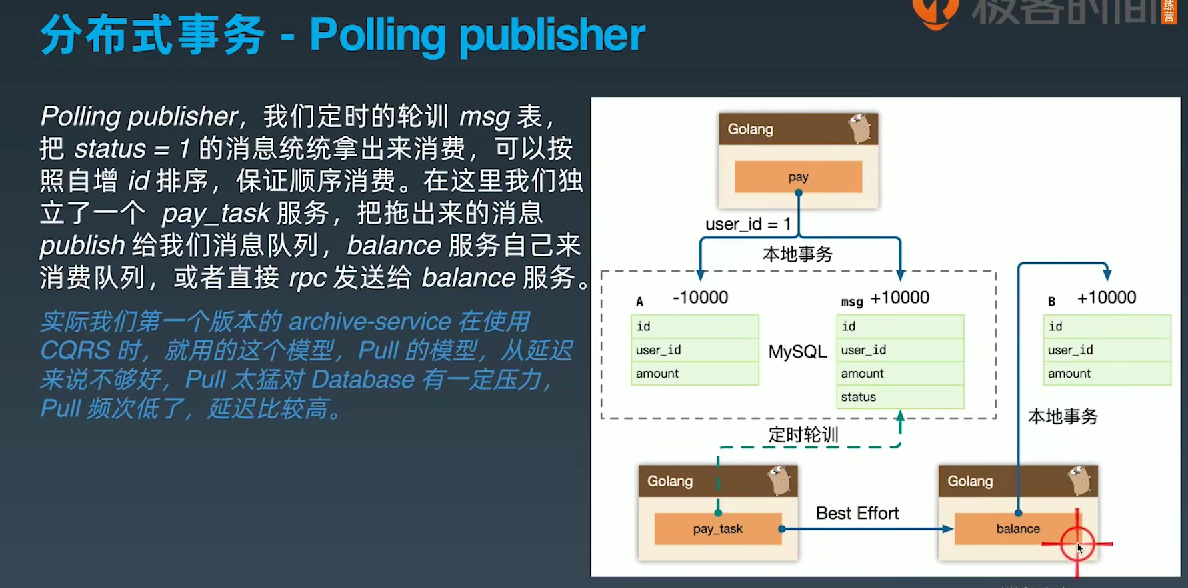 极客时间
分布式事务 - Polling publisher
Polling publisher，我们定时的轮训 msg 表，
把 status = 1 的消息统统拿出来消费，可以按
照自增 id 排序，保证顺序消费。在这里我们独
立了一个 pay_task 服务，把拖出来的消息
publish 给我们消息队列，balance 服务自己来
消费队列，或者直接 rpc 发送给 balance 服务。
实际我们第一个版本的 archive-service 在使用
CQRS 时，就用的这个模型，Pull 的模型，从延迟
来说不够好，Pull 太猛对 Database 有一定压力，
Pull 频次低了，延迟比较高。
Golang
pay
user_id = 1
本地事务
A -10000
id
user_id
amount
MySQL
msg +10000
id
user_id
amount
status
B +10000
id
user_id
amount
定时轮训
本地事务
Golang
pay_task
Best Effort
Golang
balance